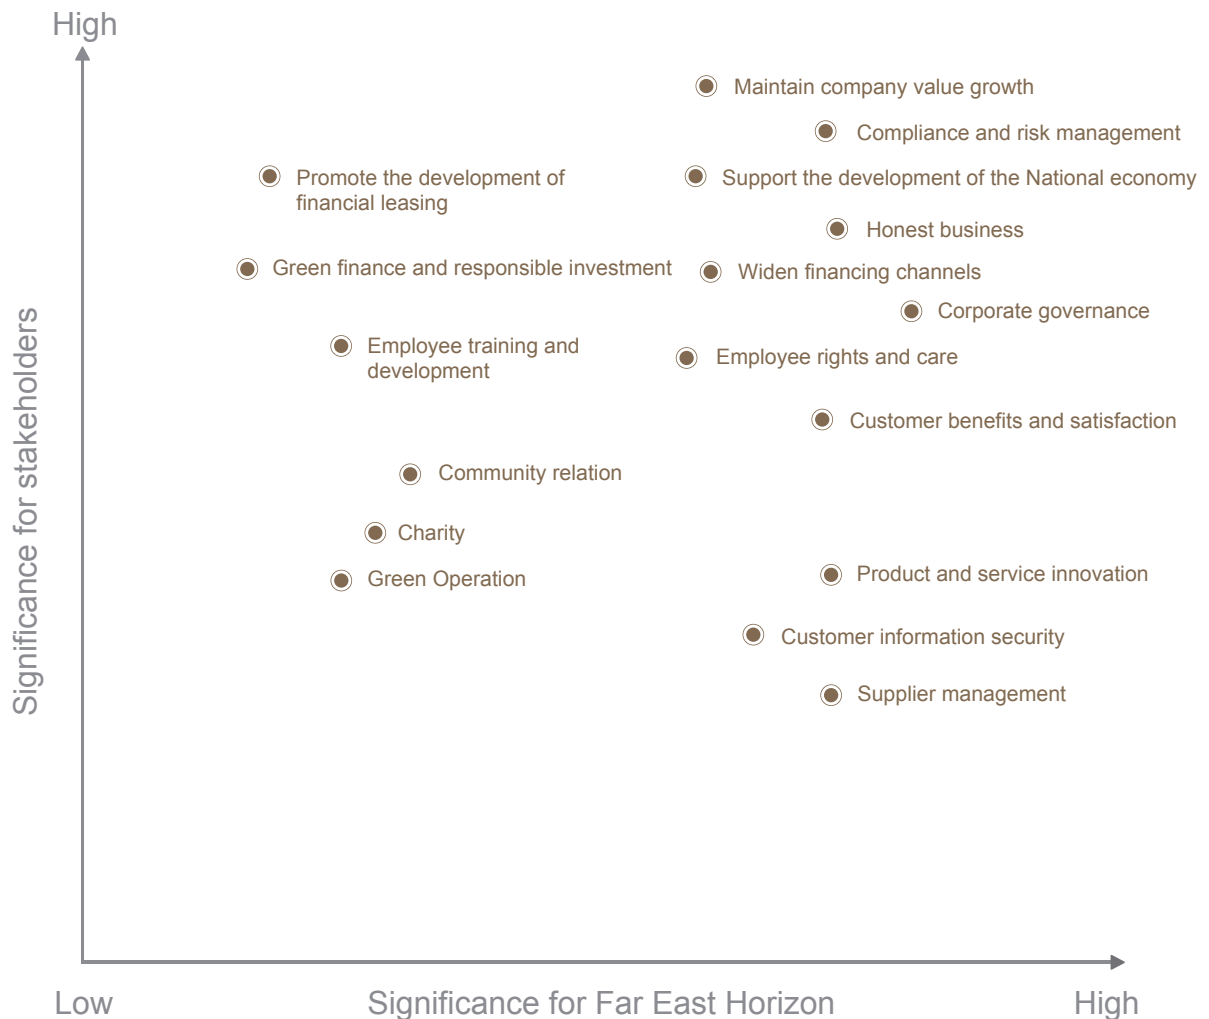 High
Maintain company value growth
Compliance and risk management
Promote the development of
financial leasing
Support the development of the National economy
Honest business
Green finance and responsible investment
Widen financing channels
Corporate governance
Employee training and
development
Employee rights and care
Customer benefits and satisfaction
Community relation
Charity
Green Operation
Product and service innovation
Customer information security
Supplier management
Significance for stakeholders
Low
Significance for Far East Horizon
High